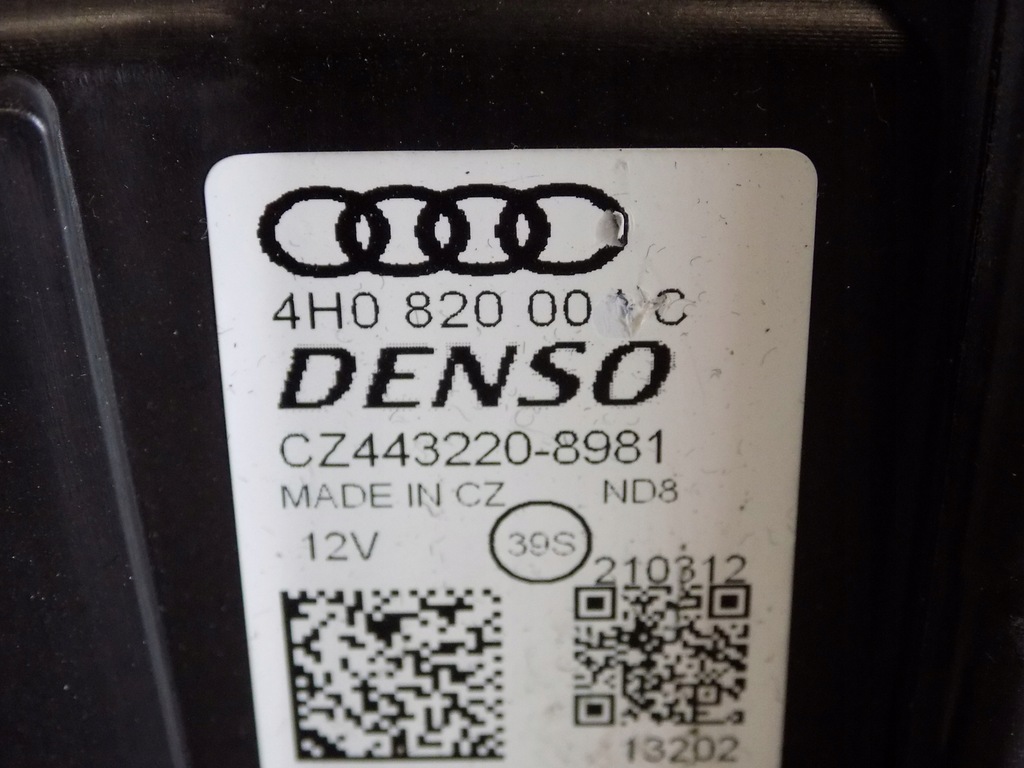 4H0 820 00 C
DENSO
CZ443220-8981
MADE IN CZ ND8
12V 39S
210312
13202